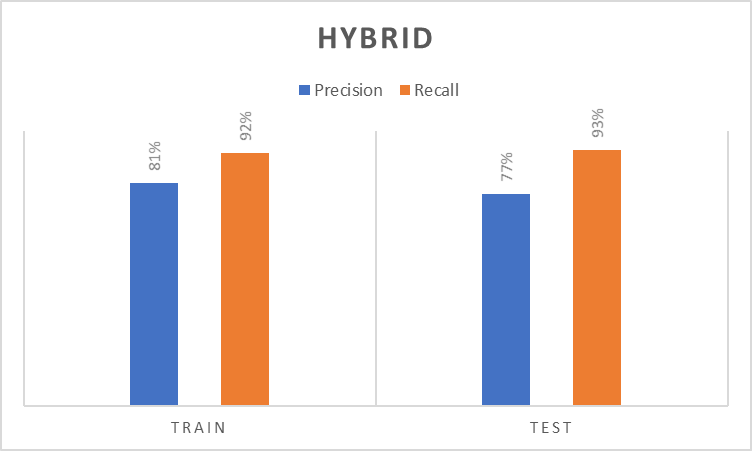 HYBRID
Precision Recall
81% 92% 77% 93%
TRAIN TEST